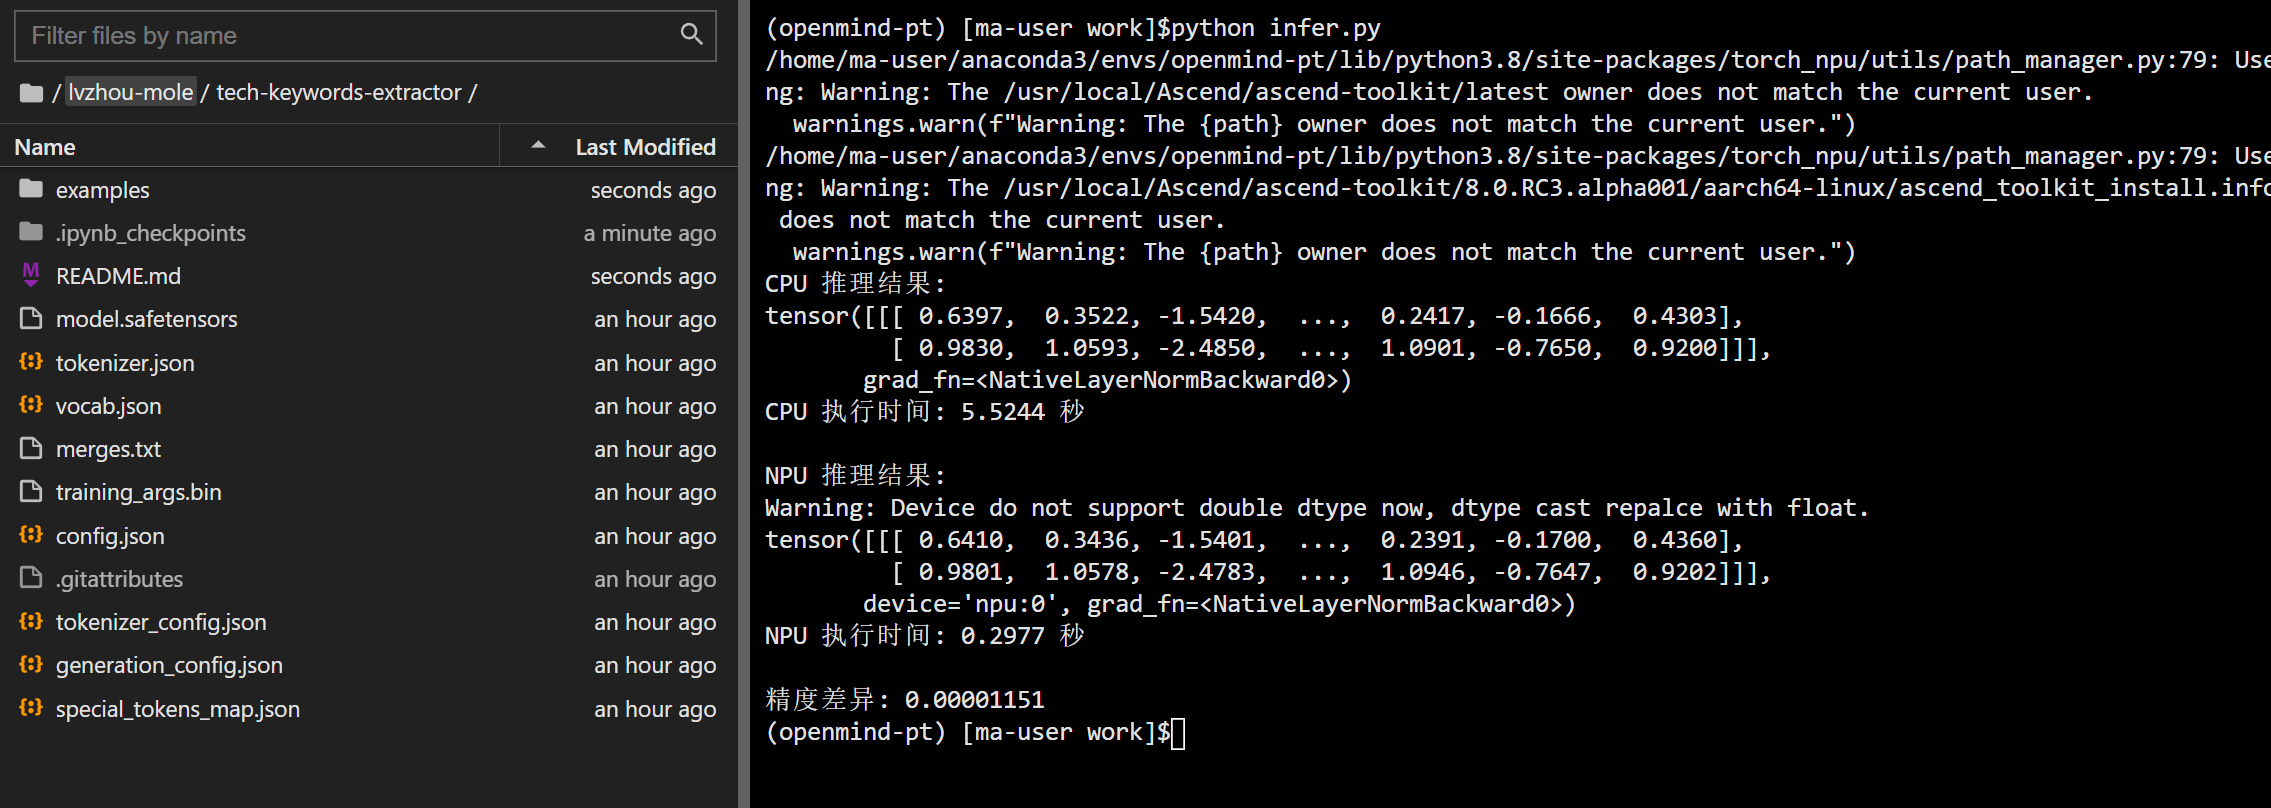 Filter files by name
/ lvzhou-mole / tech-keywords-extractor /
Name Last Modified
examples seconds ago
.ipynb_checkpoints a minute ago
README.md seconds ago
model.safetensors an hour ago
tokenizer.json an hour ago
vocab.json an hour ago
merges.txt an hour ago
training_args.bin an hour ago
config.json an hour ago
.gitattributes an hour ago
tokenizer_config.json an hour ago
generation_config.json an hour ago
special_tokens_map.json an hour ago
(openmind-pt) [ma-user work]$python infer.py
/home/ma-user/anaconda3/envs/openmind-pt/lib/python3.8/site-packages/torch_npu/utils/path_manager.py:79: Use
ng: Warning: The /usr/local/Ascend/ascend-toolkit/latest owner does not match the current user.
  warnings.warn(f"Warning: The {path} owner does not match the current user.")
/home/ma-user/anaconda3/envs/openmind-pt/lib/python3.8/site-packages/torch_npu/utils/path_manager.py:79: Use
ng: Warning: The /usr/local/Ascend/ascend-toolkit/8.0.RC3.alpha001/aarch64-linux/ascend_toolkit_install.info
 does not match the current user.
  warnings.warn(f"Warning: The {path} owner does not match the current user.")
CPU 推理结果:
tensor([[[ 0.6397,  0.3522, -1.5420,  ...,  0.2417, -0.1666,  0.4303],
         [ 0.9830,  1.0593, -2.4850,  ...,  1.0901, -0.7650,  0.9200]]],
       grad_fn=<NativeLayerNormBackward0>)
CPU 执行时间: 5.5244 秒
NPU 推理结果:
Warning: Device do not support double dtype now, dtype cast repalce with float.
tensor([[[ 0.6410,  0.3436, -1.5401,  ...,  0.2391, -0.1700,  0.4360],
         [ 0.9801,  1.0578, -2.4783,  ...,  1.0946, -0.7647,  0.9202]]],
       device='npu:0', grad_fn=<NativeLayerNormBackward0>)
NPU 执行时间: 0.2977 秒
精度差异: 0.00001151
(openmind-pt) [ma-user work]$